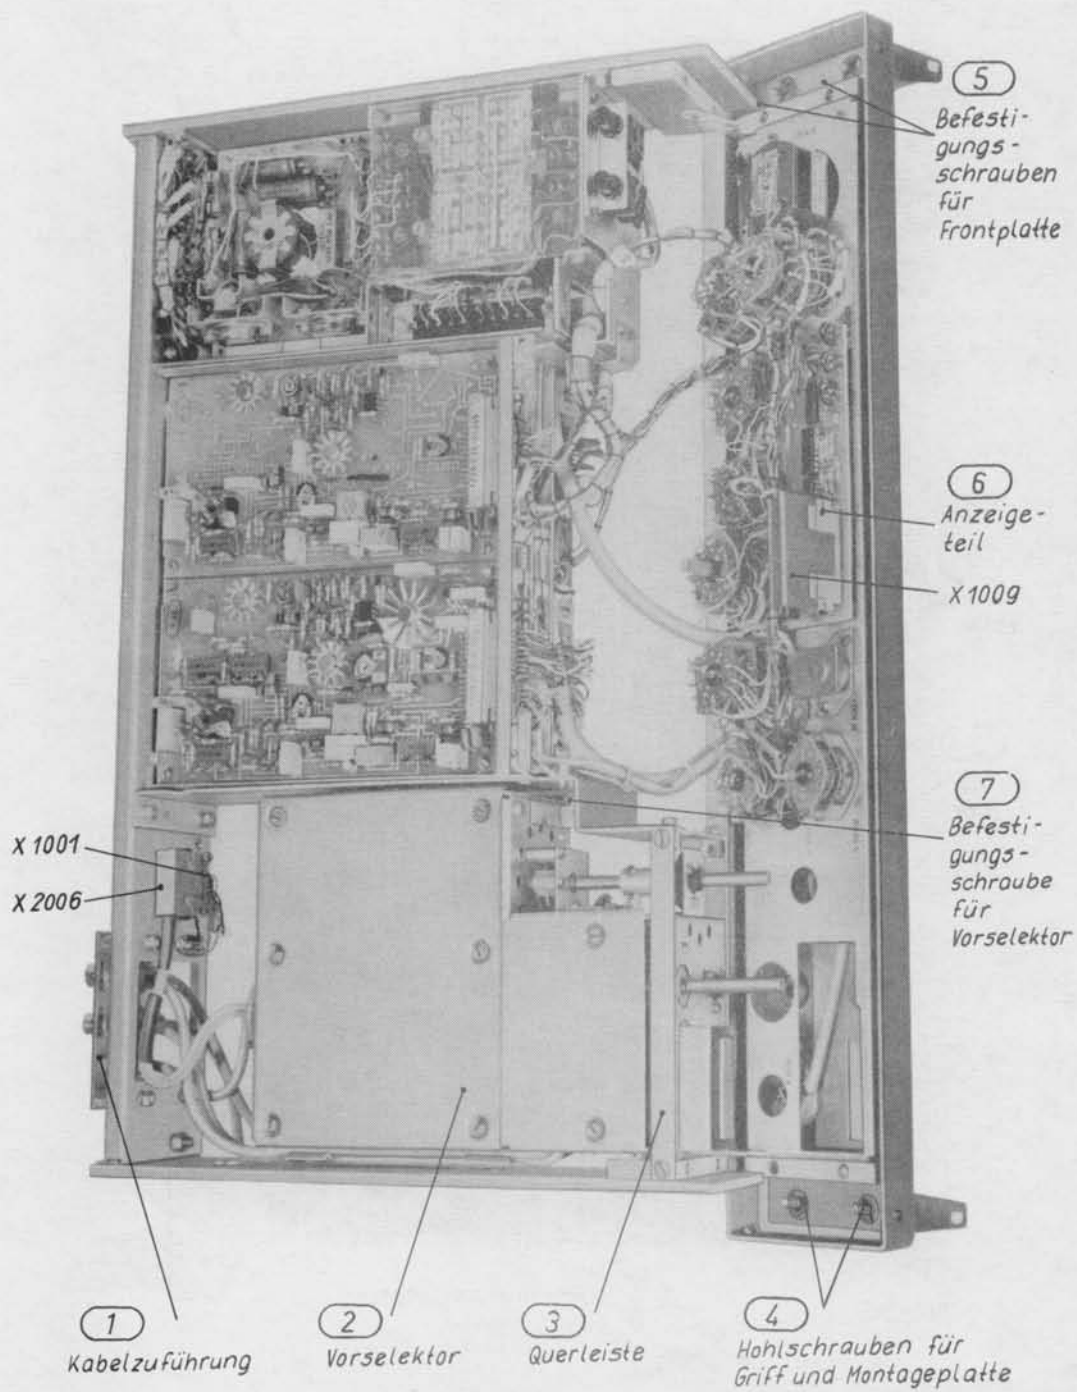 5
Befesti-
gungs-
schrauben
für
Frontplatte
6
Anzeige-
teil
X1009
7
Befesti-
gungs-
schraube
für
Vorselektor
X 1001
X 2006
1
Kabelzuführung
2
Vorselektor
3
Querleiste
4
Hohlschrauben für
Griff und Montageplatte